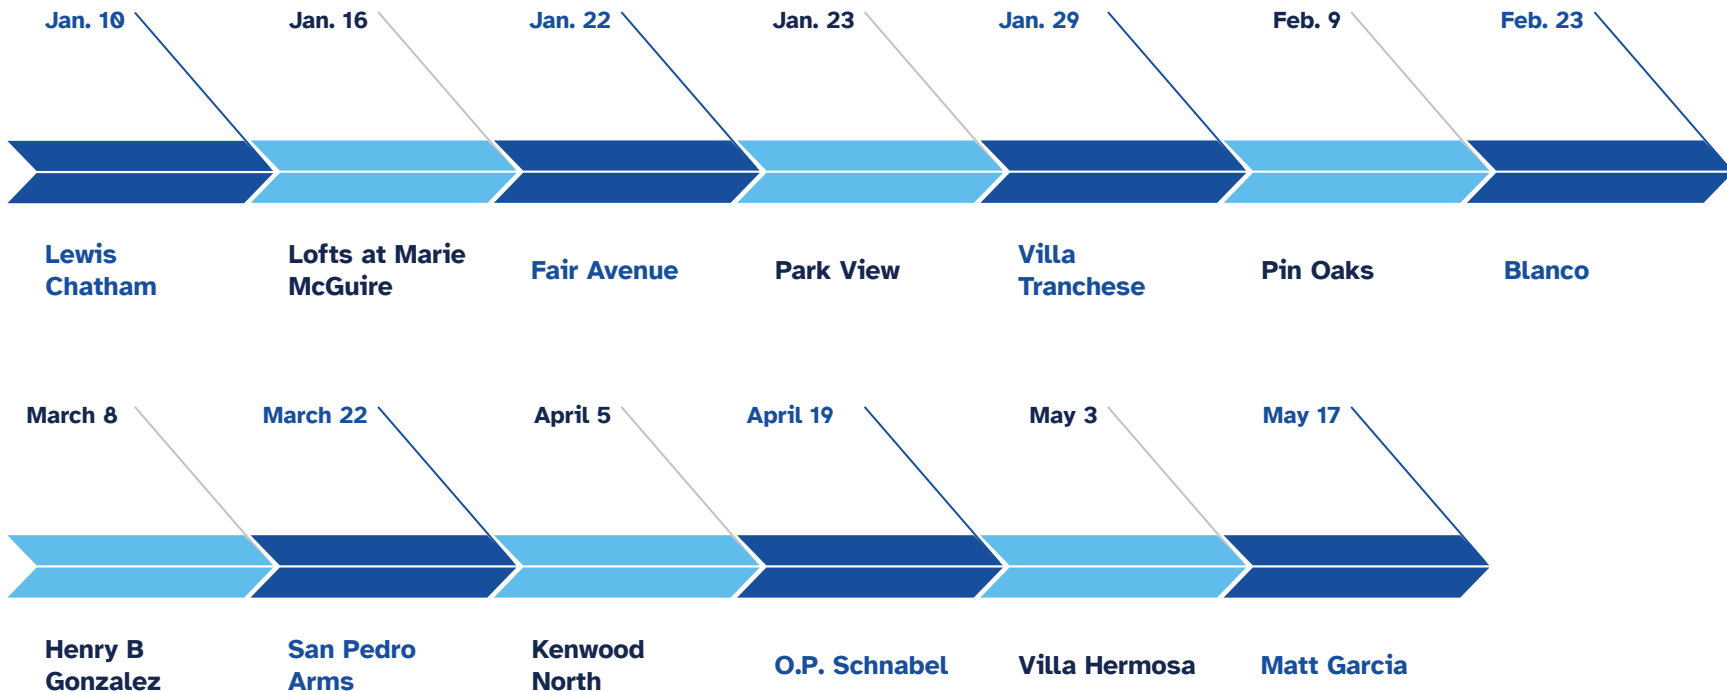 Jan. 10
Jan. 16
Jan. 22
Jan. 23
Jan. 29
Feb. 9
Feb. 23
Lewis
Chatham
Lofts at Marie
McGuire
Fair Avenue
Park View
Villa
Tranchese
Pin Oaks
Blanco
March 8
March 22
April 5
April 19
May 3
May 17
Henry B
Gonzalez
San Pedro
Arms
Kenwood
North
O.P. Schnabel
Villa Hermosa
Matt Garcia